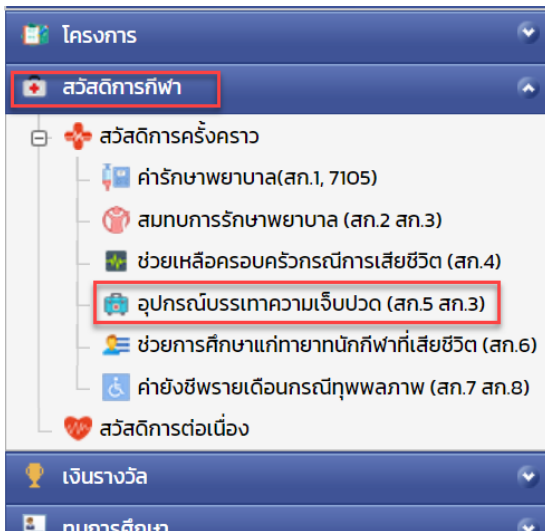 โครงการ
สวัสดิการกีฬา
สวัสดิการครั้งคราว
ค่ารักษาพยาบาล(สก.1, 7105)
สมทบการรักษาพยาบาล (สก.2 สก.3)
ช่วยเหลือครอบครัวกรณีการเสียชีวิต (สก.4)
อุปกรณ์บรรเทาความเจ็บปวด (สก.5 สก.3)
ช่วยการศึกษาแก่ทายาทนักกีฬาที่เสียชีวิต (สก.6)
ค่ายังชีพรายเดือนกรณีทุพพลภาพ (สก.7 สก.8)
สวัสดิการต่อเนื่อง
เงินรางวัล
ทุนการศึกษา